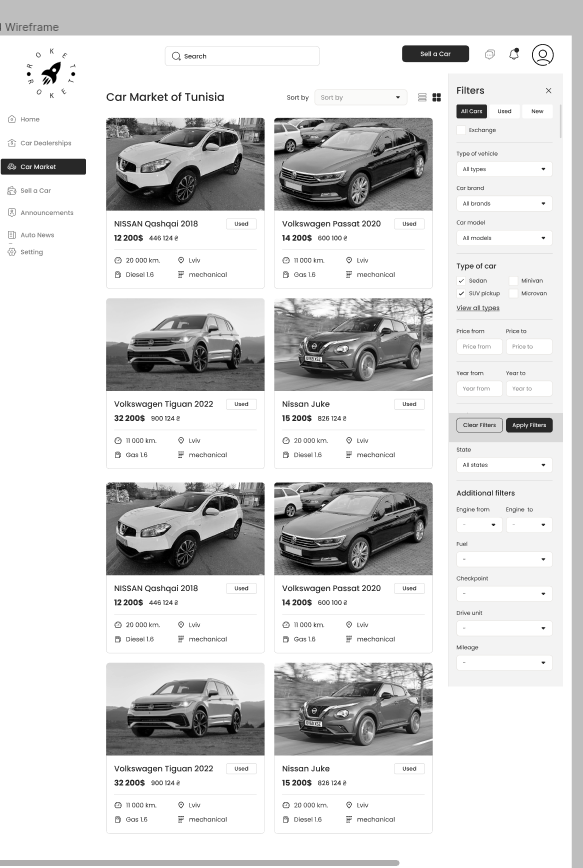 Wireframe
ROKET
ROKET
Search
Sell a Car
Home
Car Dealerships
Car Market
Sell a Car
Announcements
Auto News
Setting
Car Market of Tunisia
Sort by
Sort by
NISSAN Qashqai 2018
Used
12 200$ 446 124 ₴
20 000 km.
Lviv
Diesel 1.6
mechanical
Volkswagen Passat 2020
Used
14 200$ 600 100 ₴
11 000 km.
Lviv
Gas 1.6
mechanical
Volkswagen Tiguan 2022
Used
32 200$ 900 124 ₴
11 000 km.
Lviv
Gas 1.6
mechanical
Nissan Juke
Used
15 200$ 826 124 ₴
20 000 km.
Lviv
Diesel 1.6
mechanical
NISSAN Qashqai 2018
Used
12 200$ 446 124 ₴
20 000 km.
Lviv
Diesel 1.6
mechanical
Volkswagen Passat 2020
Used
14 200$ 600 100 ₴
11 000 km.
Lviv
Gas 1.6
mechanical
Volkswagen Tiguan 2022
Used
32 200$ 900 124 ₴
11 000 km.
Lviv
Gas 1.6
mechanical
Nissan Juke
Used
15 200$ 826 124 ₴
20 000 km.
Lviv
Diesel 1.6
mechanical
Filters
All Cars Used New
Exchange
Type of vehicle
All types
Car brand
All brands
Car model
All models
Type of car
Sedan Minivan
SUV pickup Microvan
View all types
Price from Price to
Price from Price to
Year from Year to
Year from Year to
Clear Filters Apply Filters
State
All states
Additional filters
Engine from Engine to
- -
Fuel
-
Checkpoint
-
Drive unit
-
Mileage
-